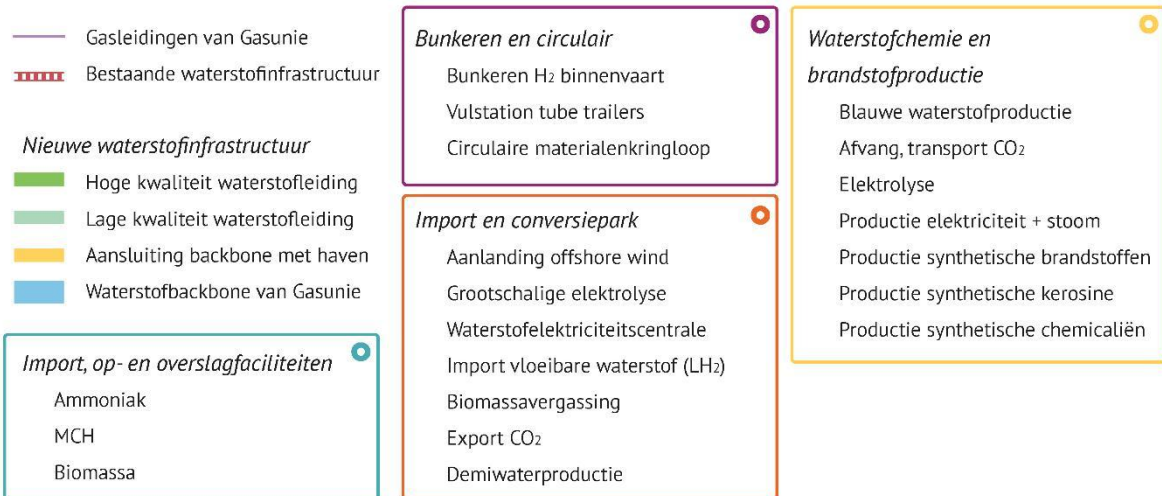 Gasleidingen van Gasunie
Bestaande waterstofinfrastructuur
Nieuwe waterstofinfrastructuur
Hoge kwaliteit waterstofleiding
Lage kwaliteit waterstofleiding
Aansluiting backbone met haven
Waterstofbackbone van Gasunie
Import, op- en overslagfaciliteiten
Ammoniak
MCH
Biomassa
Bunkeren en circulair
Bunkeren H2 binnenvaart
Vulstation tube trailers
Circulaire materialenkringloop
Import en conversiepark
Aanlanding offshore wind
Grootschalige elektrolyse
Waterstofelektriciteitscentrale
Import vloeibare waterstof (LH2)
Biomassavergassing
Export CO2
Demiwaterproductie
Waterstofchemie en
brandstofproductie
Blauwe waterstofproductie
Afvang, transport CO2
Elektrolyse
Productie elektriciteit + stoom
Productie synthetische brandstoffen
Productie synthetische kerosine
Productie synthetische chemicaliën